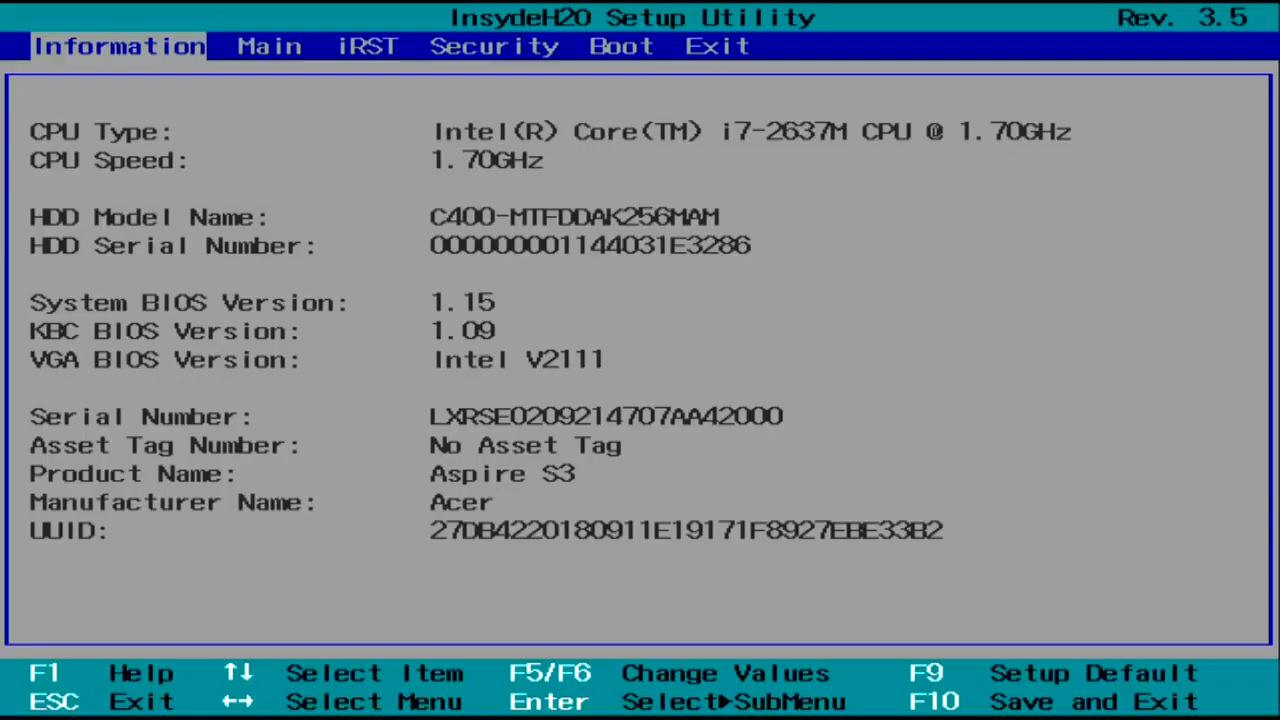 InsydeH20 Setup Utility Rev. 3.5
Information Main iRST Security Boot Exit
CPU Type: Intel(R) Core(TM) i7-2637M CPU @ 1.70GHz
CPU Speed: 1.70GHz
HDD Model Name: C400-MTFDDAK256MAM
HDD Serial Number: 000000001144031E3286
System BIOS Version: 1.15
KBC BIOS Version: 1.09
VGA BIOS Version: Intel V2111
Serial Number: LXRSE0209214707AA42000
Asset Tag Number: No Asset Tag
Product Name: Aspire S3
Manufacturer Name: Acer
UUID: 27DB4220180911E19171F8927EBE33B2
F1 Help ↑↓ Select Item F5/F6 Change Values F9 Setup Default
ESC Exit ←→ Select Menu Enter Select▶SubMenu F10 Save and Exit